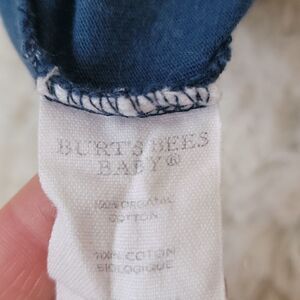 BURT'S BEES
BABY®
100% ORGANIC
COTTON
100% COTON
BIOLOGIQUE